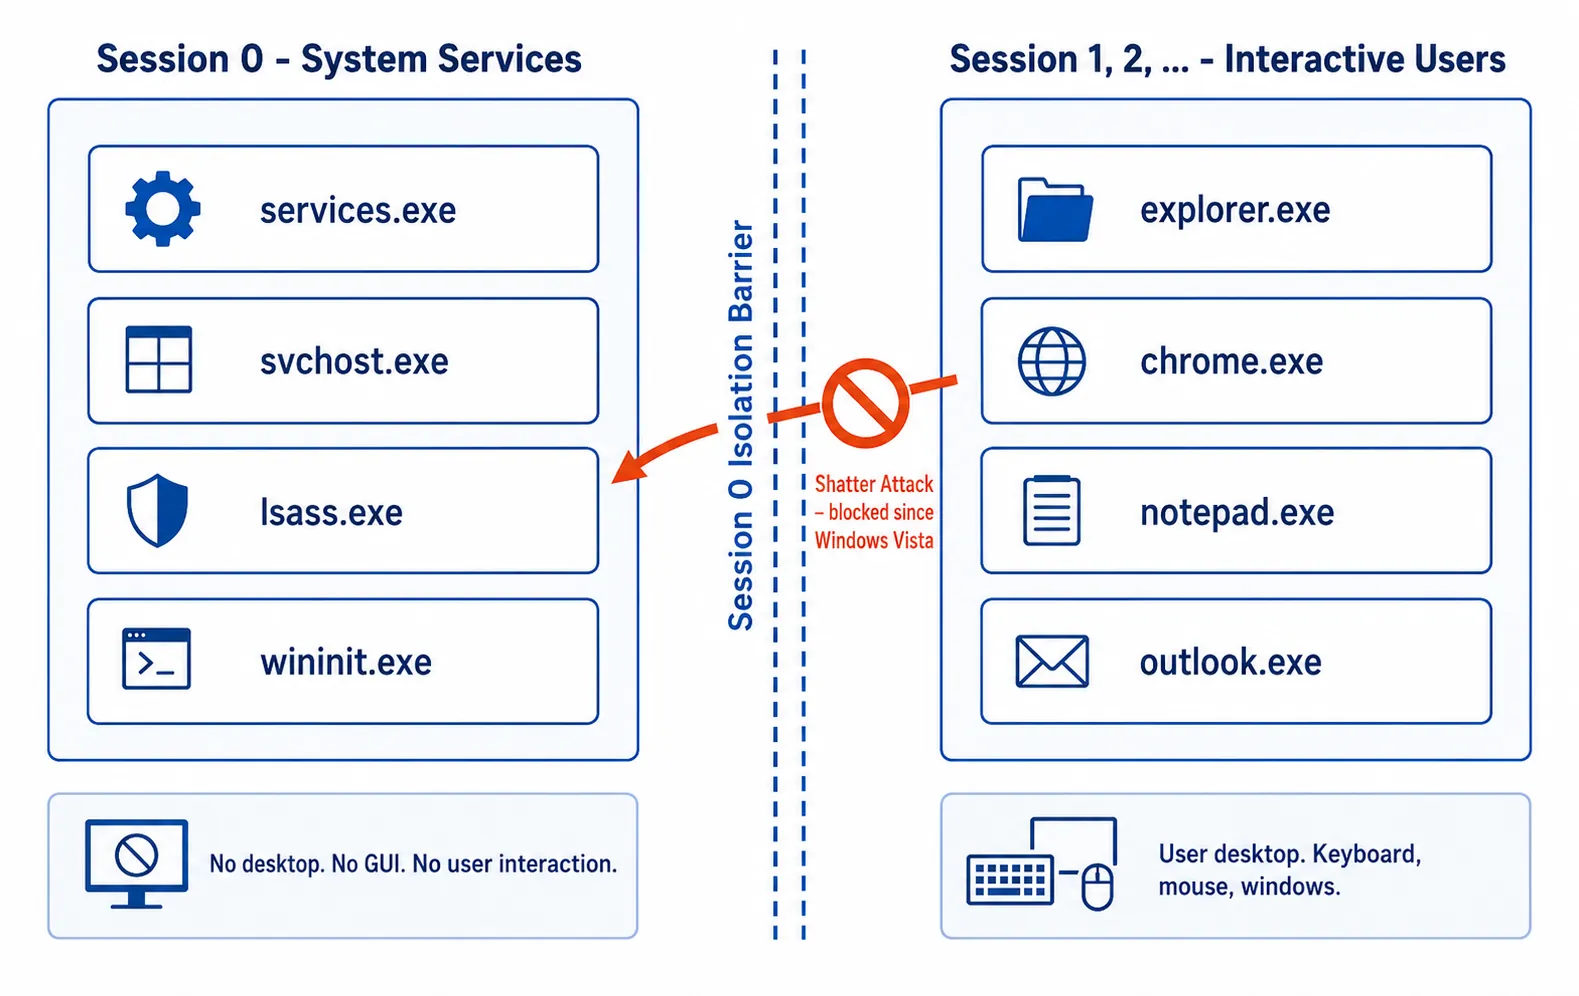 Session 0 - System Services
services.exe
svchost.exe
lsass.exe
wininit.exe
No desktop. No GUI. No user interaction.
Session 0 Isolation Barrier
Shatter Attack
– blocked since
Windows Vista
Session 1, 2, ... - Interactive Users
explorer.exe
chrome.exe
notepad.exe
outlook.exe
User desktop. Keyboard,
mouse, windows.